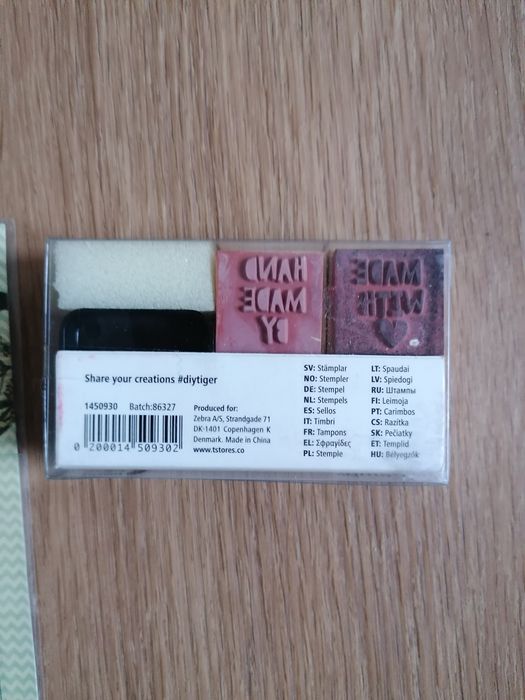 HAND
MADE
BY
MADE
WITH
Share your creations #diytiger
1450930 Batch:86327
0 200014 509302
Produced for:
Zebra A/S, Strandgade 71
DK-1401 Copenhagen K
Denmark. Made in China
www.tstores.co
SV: Stämplar
NO: Stempler
DE: Stempel
NL: Stempels
ES: Sellos
IT: Timbri
FR: Tampons
EL: Σφραγίδες
PL: Stemple
LT: Spaudai
LV: Spiedogi
RU: Штампы
FI: Leimoja
PT: Carimbos
CS: Razítka
SK: Pečiatky
ET: Templid
HU: Bélyegzők